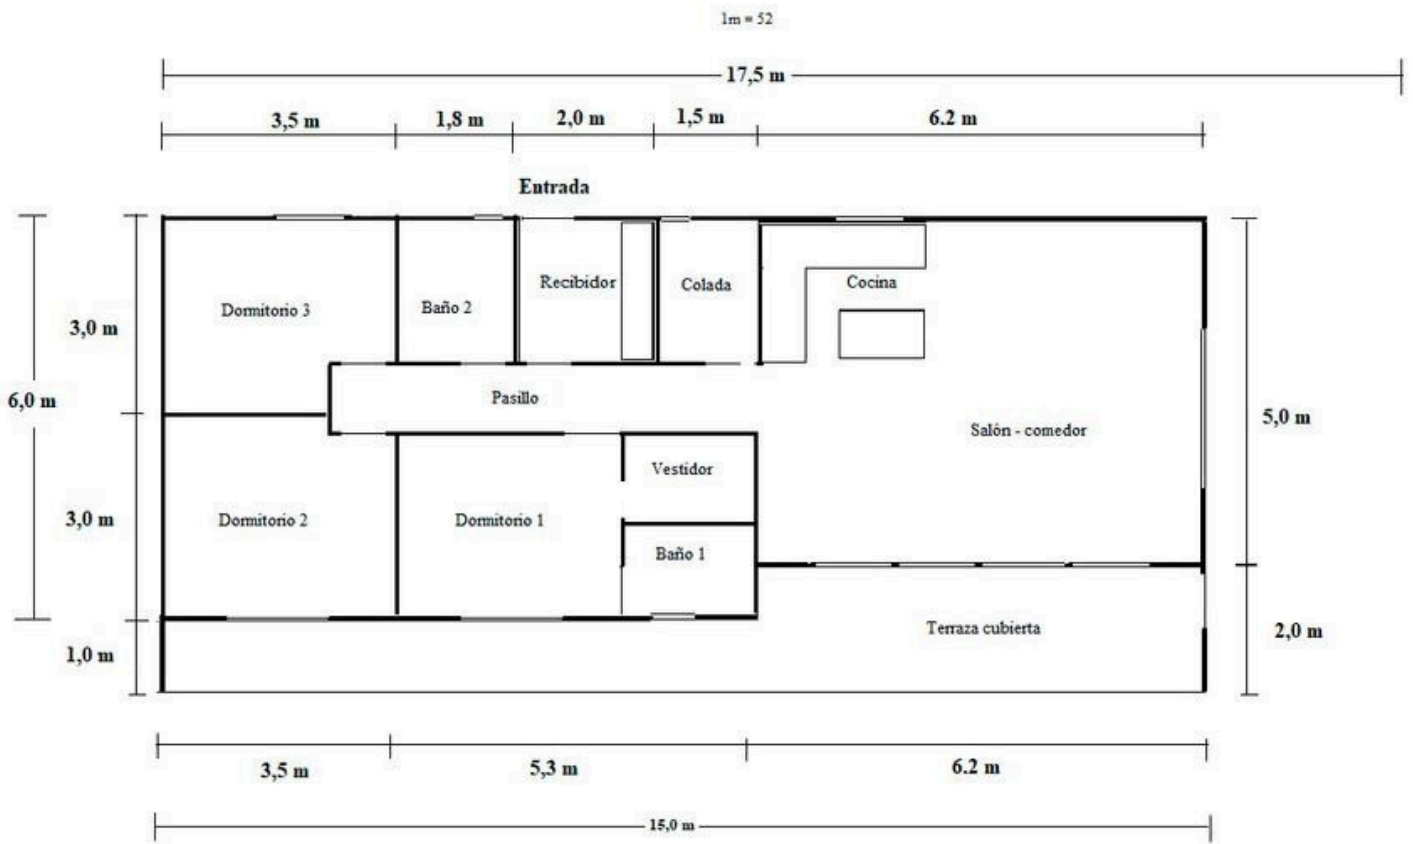 1m = 52
17,5 m
3,5 m
1,8 m
2,0 m
1,5 m
6.2 m
Entrada
Recibidor
Colada
Cocina
Dormitorio 3
Baño 2
3,0 m
6,0 m
Pasillo
5,0 m
Salón - comedor
Vestidor
3,0 m
Dormitorio 2
Dormitorio 1
Baño 1
Terraza cubierta
2,0 m
1,0 m
3,5 m
5,3 m
6.2 m
15,0 m